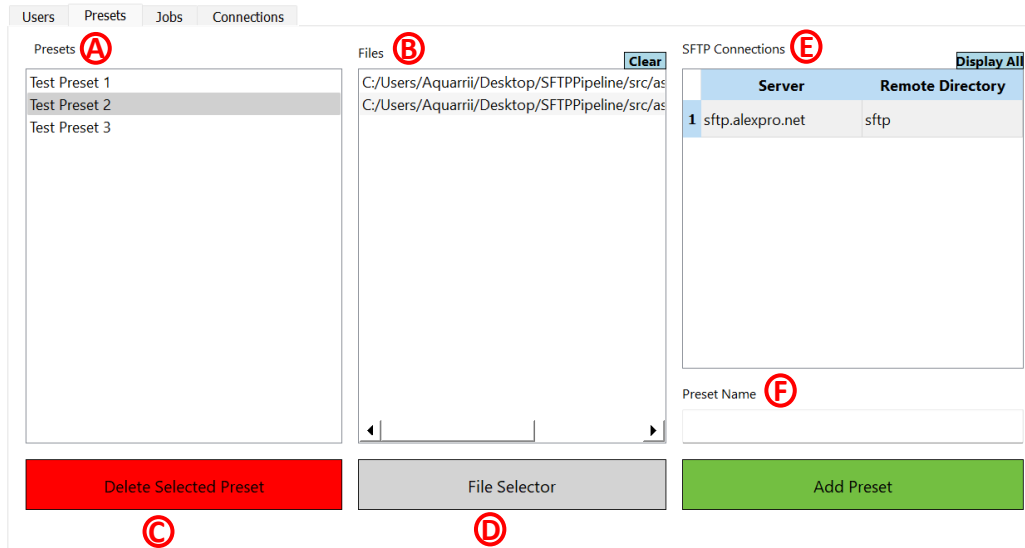 Users Presets Jobs Connections
Presets A
Files B
Clear
SFTP Connections E
Display All
Test Preset 1
Test Preset 2
Test Preset 3
C:/Users/Aquarrii/Desktop/SFTPPipeline/src/as
C:/Users/Aquarrii/Desktop/SFTPPipeline/src/as
Server Remote Directory
1 sftp.alexpro.net sftp
Preset Name F
Delete Selected Preset
File Selector
Add Preset
C
D